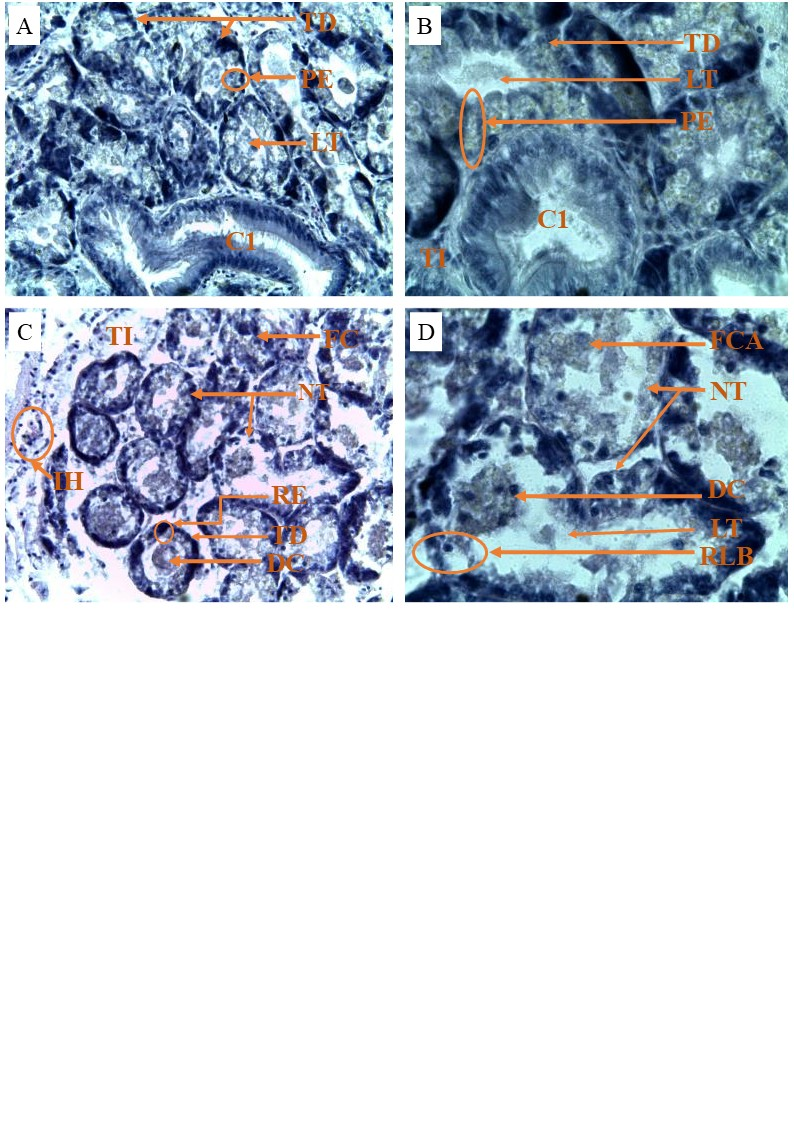 A
TD
PE
LT
C1
B
TD
LT
PE
C1
TI
C
TI
FC
NT
IH
RE
TD
DC
D
FCA
NT
DC
LT
RLB